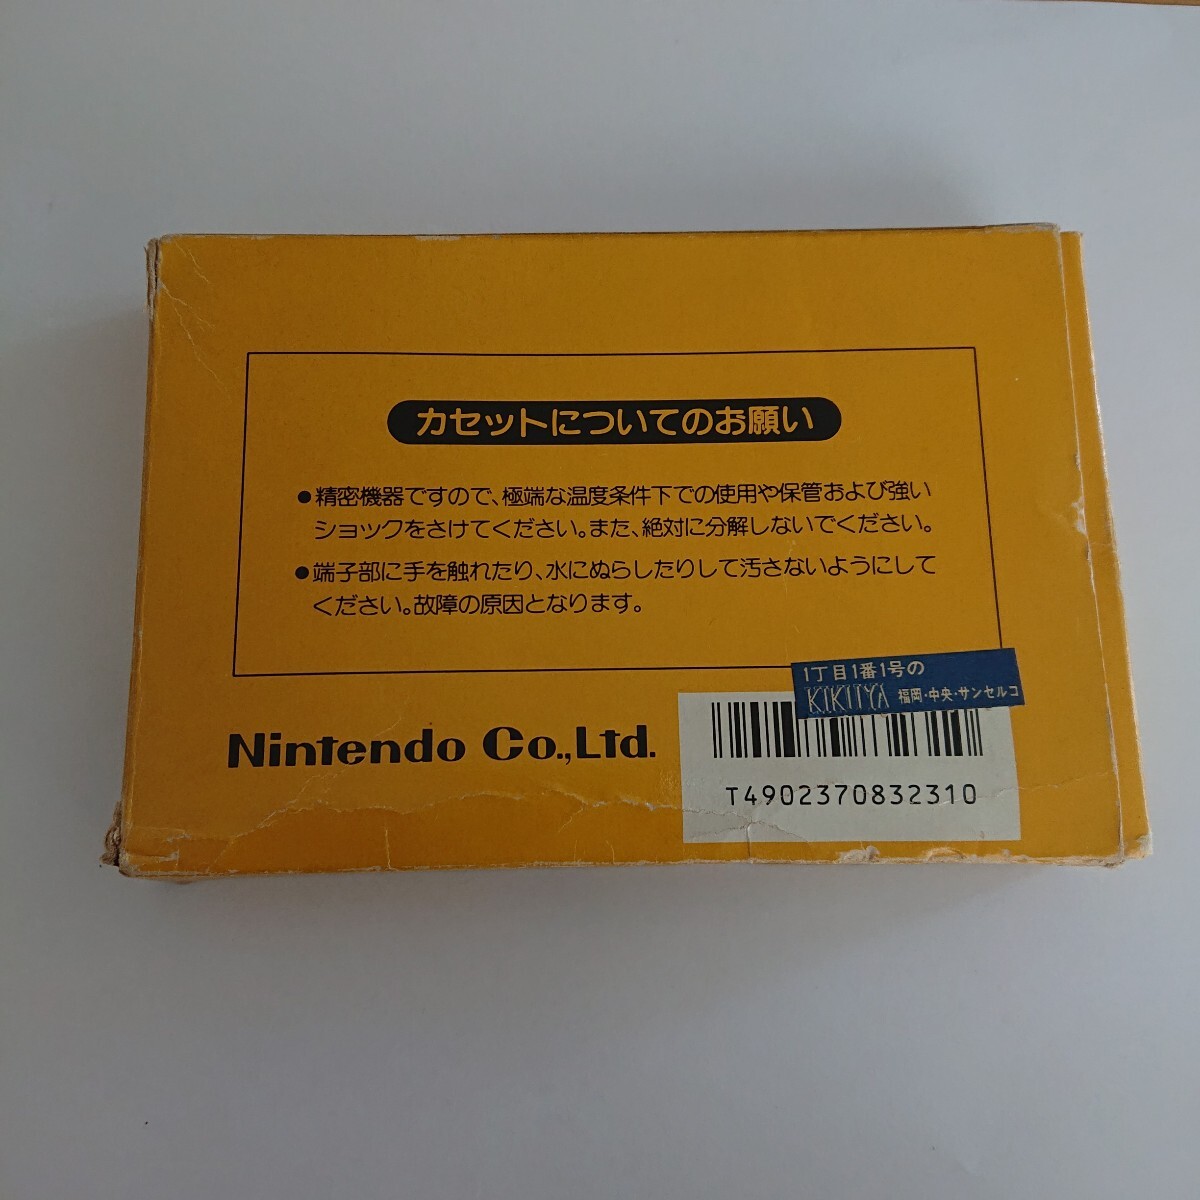 カセットについてのお願い
●精密機器ですので、極端な温度条件下での使用や保管および強い
ショックをさけてください。また、絶対に分解しないでください。
●端子部に手を触れたり、水にぬらしたりして汚さないようにして
ください。故障の原因となります。
1丁目1番1号の
KIKIIYA 福岡・中央・サンセルコ
Nintendo Co.,Ltd.
T4902370832310